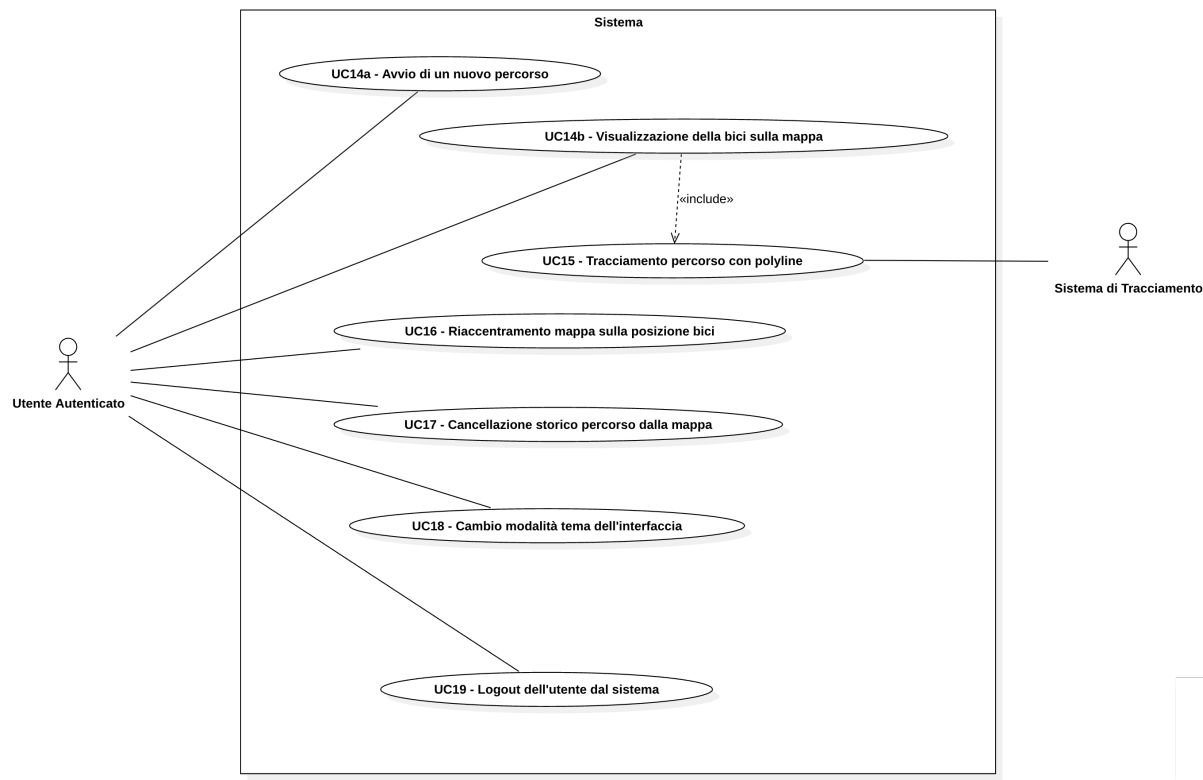 Sistema
UC14a - Avvio di un nuovo percorso
UC14b - Visualizzazione della bici sulla mappa
«include»
UC15 - Tracciamento percorso con polyline
Sistema di Tracciamento
UC16 - Riaccentramento mappa sulla posizione bici
Utente Autenticato
UC17 - Cancellazione storico percorso dalla mappa
UC18 - Cambio modalità tema dell'interfaccia
UC19 - Logout dell'utente dal sistema